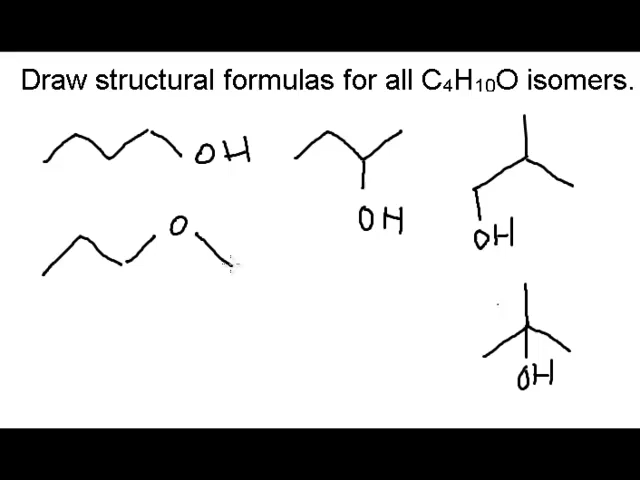 Draw structural formulas for all C₄H₁₀O isomers.
OH
OH
OH
O
OH